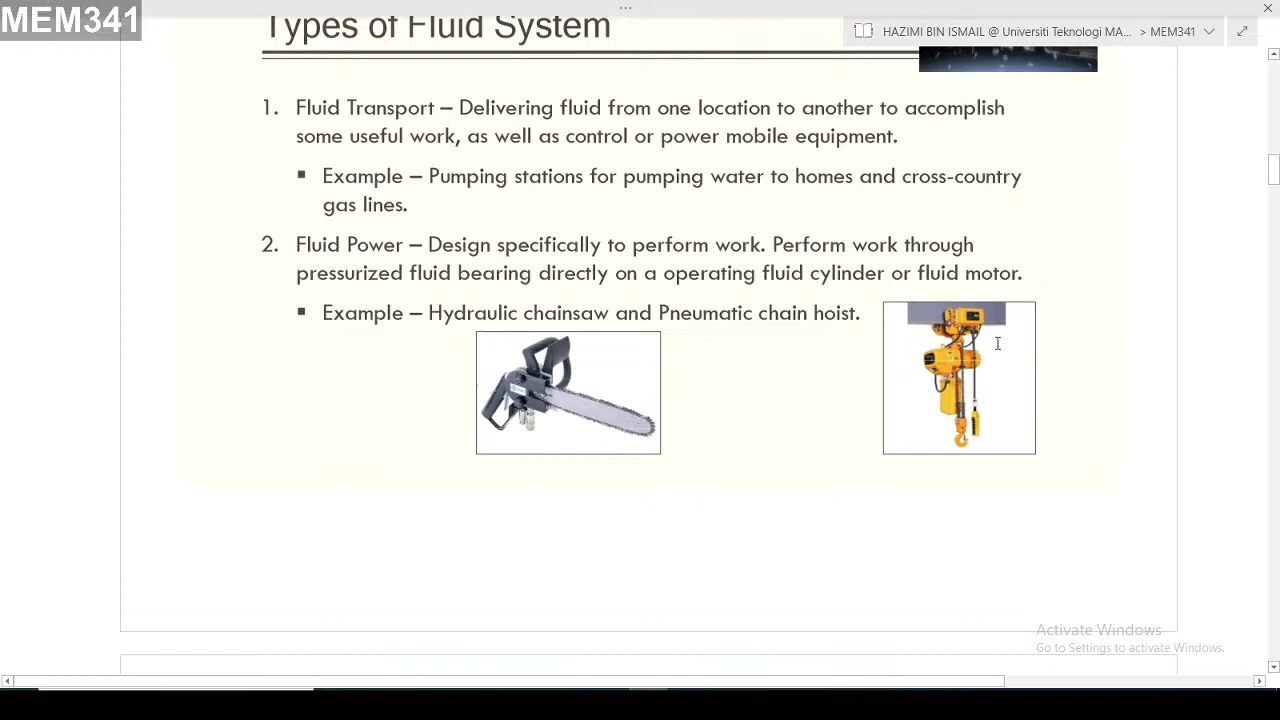 MEM341
Types of Fluid System
HAZIMI BIN ISMAIL @ Universiti Teknologi MA... > MEM341
1. Fluid Transport – Delivering fluid from one location to another to accomplish
some useful work, as well as control or power mobile equipment.
▪ Example – Pumping stations for pumping water to homes and cross-country
gas lines.
2. Fluid Power – Design specifically to perform work. Perform work through
pressurized fluid bearing directly on a operating fluid cylinder or fluid motor.
▪ Example – Hydraulic chainsaw and Pneumatic chain hoist.
Activate Windows
Go to Settings to activate Windows.